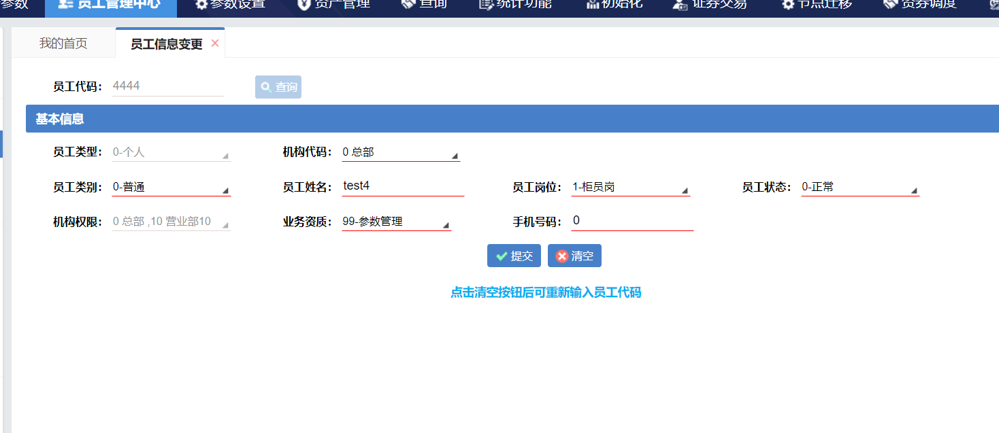 参数 员工管理中心 参数设置 资产管理 查询 统计功能 初始化 证券交易 节点迁移 资券调度
我的首页 员工信息变更
员工代码： 4444 查询
基本信息
员工类型： 0-个人 机构代码： 0 总部
员工类别： 0-普通 员工姓名： test4 员工岗位： 1-柜员岗 员工状态： 0-正常
机构权限： 0 总部 ,10 营业部10 业务资质： 99-参数管理 手机号码： 0
提交 清空
点击清空按钮后可重新输入员工代码